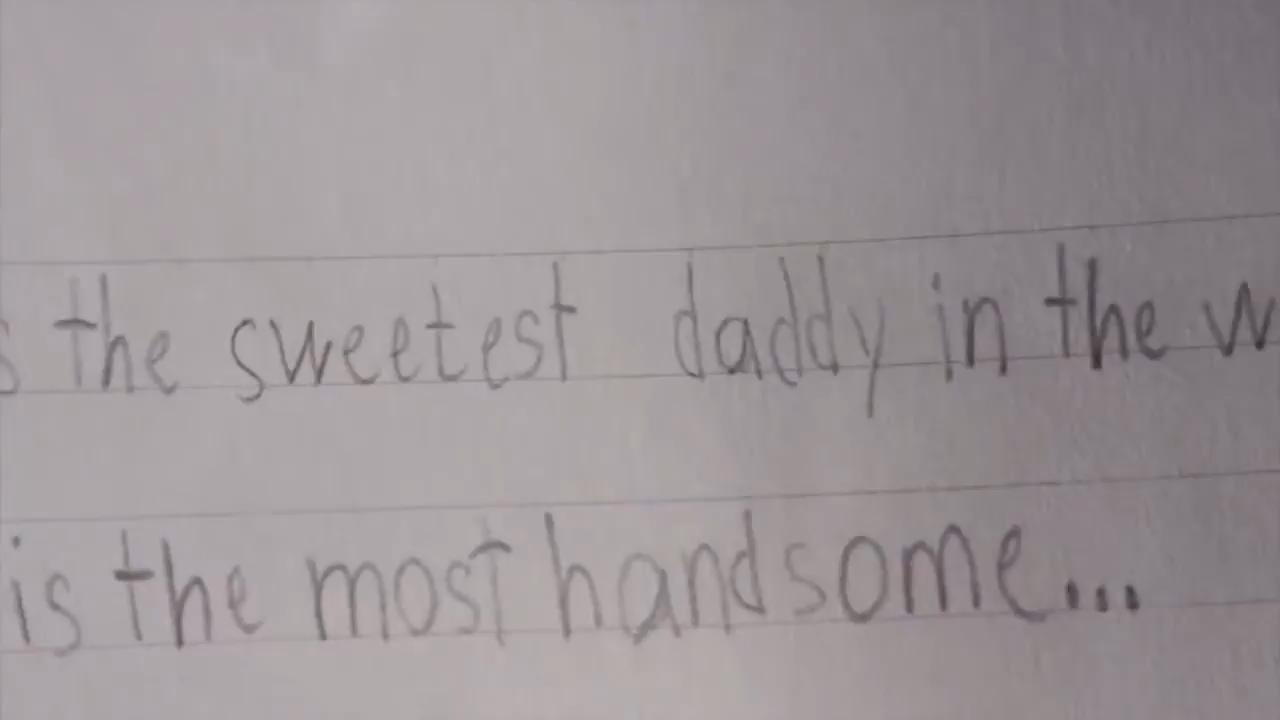 s the sweetest daddy in the w
is the most handsome...